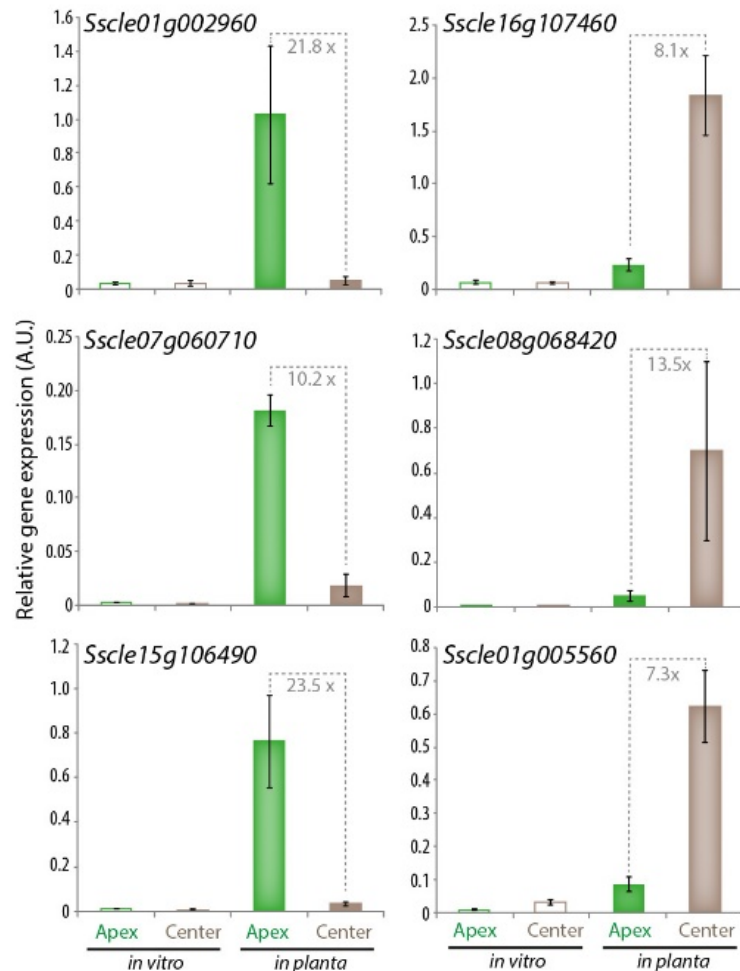 Relative gene expression (A.U.)
Sscle01g002960
1.6
1.4
1.2
1.0
0.8
0.6
0.4
0.2
0
21.8 x
Sscle16g107460
2.5
2.0
1.5
1.0
0.5
0
8.1x
Sscle07g060710
0.25
0.20
0.15
0.10
0.05
0
10.2 x
Sscle08g068420
1.2
1.0
0.8
0.6
0.4
0.2
0
13.5x
Sscle15g106490
1.2
1.0
0.8
0.6
0.4
0.2
0
23.5 x
Apex Center Apex Center
in vitro in planta
Sscle01g005560
0.8
0.7
0.6
0.5
0.4
0.3
0.2
0.1
0.0
7.3x
Apex Center Apex Center
in vitro in planta